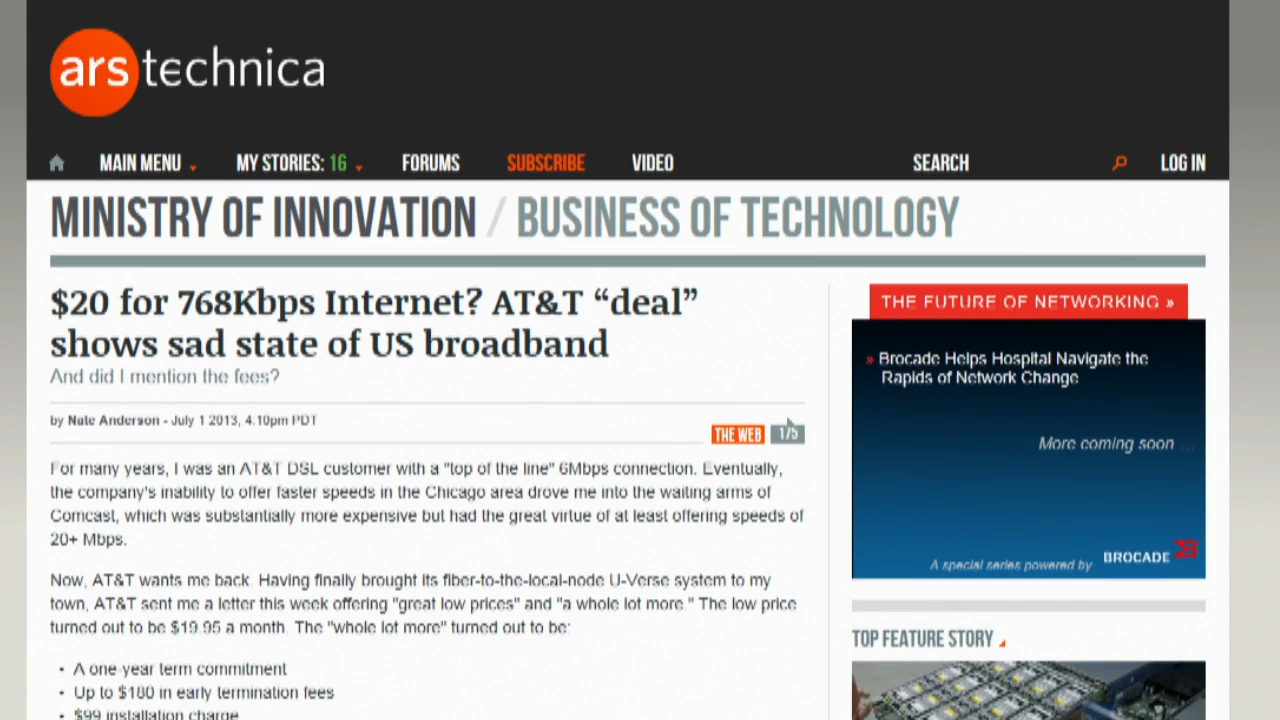 ars technica
MAIN MENU MY STORIES: 16 FORUMS SUBSCRIBE VIDEO SEARCH LOG IN
MINISTRY OF INNOVATION / BUSINESS OF TECHNOLOGY
$20 for 768Kbps Internet? AT&T “deal”
shows sad state of US broadband
And did I mention the fees?
by Nate Anderson - July 1 2013, 4:10pm PDT
THE WEB 175
For many years, I was an AT&T DSL customer with a "top of the line" 6Mbps connection. Eventually,
the company's inability to offer faster speeds in the Chicago area drove me into the waiting arms of
Comcast, which was substantially more expensive but had the great virtue of at least offering speeds of
20+ Mbps.
Now, AT&T wants me back. Having finally brought its fiber-to-the-local-node U-Verse system to my
town, AT&T sent me a letter this week offering "great low prices" and "a whole lot more." The low price
turned out to be $19.95 a month. The "whole lot more" turned out to be:
• A one-year term commitment
• Up to $180 in early termination fees
• $99 installation charge
THE FUTURE OF NETWORKING »
» Brocade Helps Hospital Navigate the
Rapids of Network Change
More coming soon ...
A special series powered by BROCADE
TOP FEATURE STORY